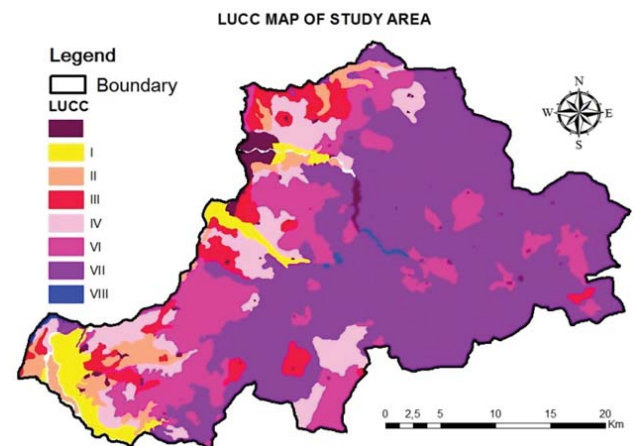 LUCC MAP OF STUDY AREA
Legend
Boundary
LUCC
I
II
III
IV
VI
VII
VIII
N
W E
S
0 2,5 5 10 15 20
Km